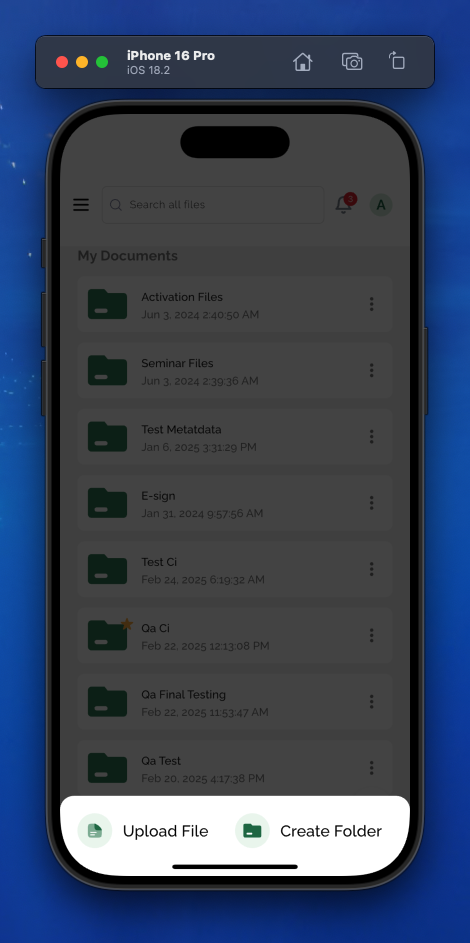 iPhone 16 Pro
iOS 18.2
Search all files
3
A
My Documents
Activation Files
Jun 3, 2024 2:40:50 AM
Seminar Files
Jun 3, 2024 2:39:36 AM
Test Metatdata
Jan 6, 2025 3:31:29 PM
E-sign
Jan 31, 2024 9:57:56 AM
Test Ci
Feb 24, 2025 6:19:32 AM
Qa Ci
Feb 22, 2025 12:13:08 PM
Qa Final Testing
Feb 22, 2025 11:53:47 AM
Qa Test
Feb 20, 2025 4:17:38 PM
Upload File
Create Folder